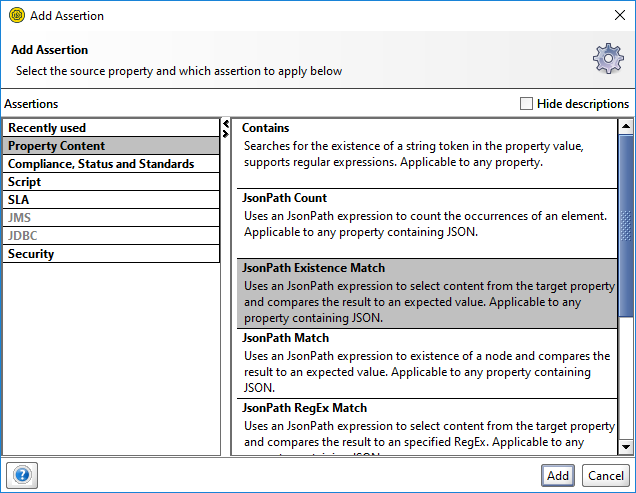 Add Assertion
Add Assertion
Select the source property and which assertion to apply below
Assertions
Hide descriptions
Recently used
Property Content
Compliance, Status and Standards
Script
SLA
JMS
JDBC
Security
Contains
Searches for the existence of a string token in the property value,
supports regular expressions. Applicable to any property.
JsonPath Count
Uses an JsonPath expression to count the occurrences of an element.
Applicable to any property containing JSON.
JsonPath Existence Match
Uses an JsonPath expression to select content from the target property
and compares the result to an expected value. Applicable to any
property containing JSON.
JsonPath Match
Uses an JsonPath expression to existence of a node and compares the
result to an expected value. Applicable to any property containing
JSON.
JsonPath RegEx Match
Uses an JsonPath expression to select content from the target property
and compares the result to an specified RegEx. Applicable to any
Add
Cancel